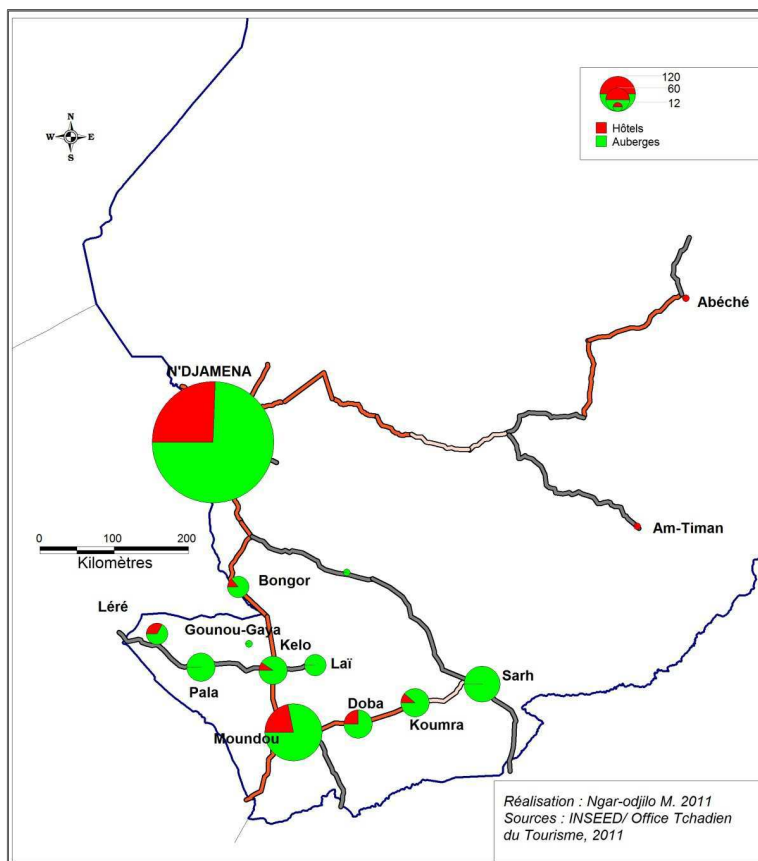 120
60
12
Hôtels
Auberges
N
W E
S
Abéché
N'DJAMENA
Am-Timan
0 100 200
Kilomètres
Bongor
Léré
Gounou-Gaya
Kelo
Laï
Pala
Sarh
Doba
Koumra
Moundou
Réalisation : Ngar-odjilo M. 2011
Sources : INSEED/ Office Tchadien
du Tourisme, 2011